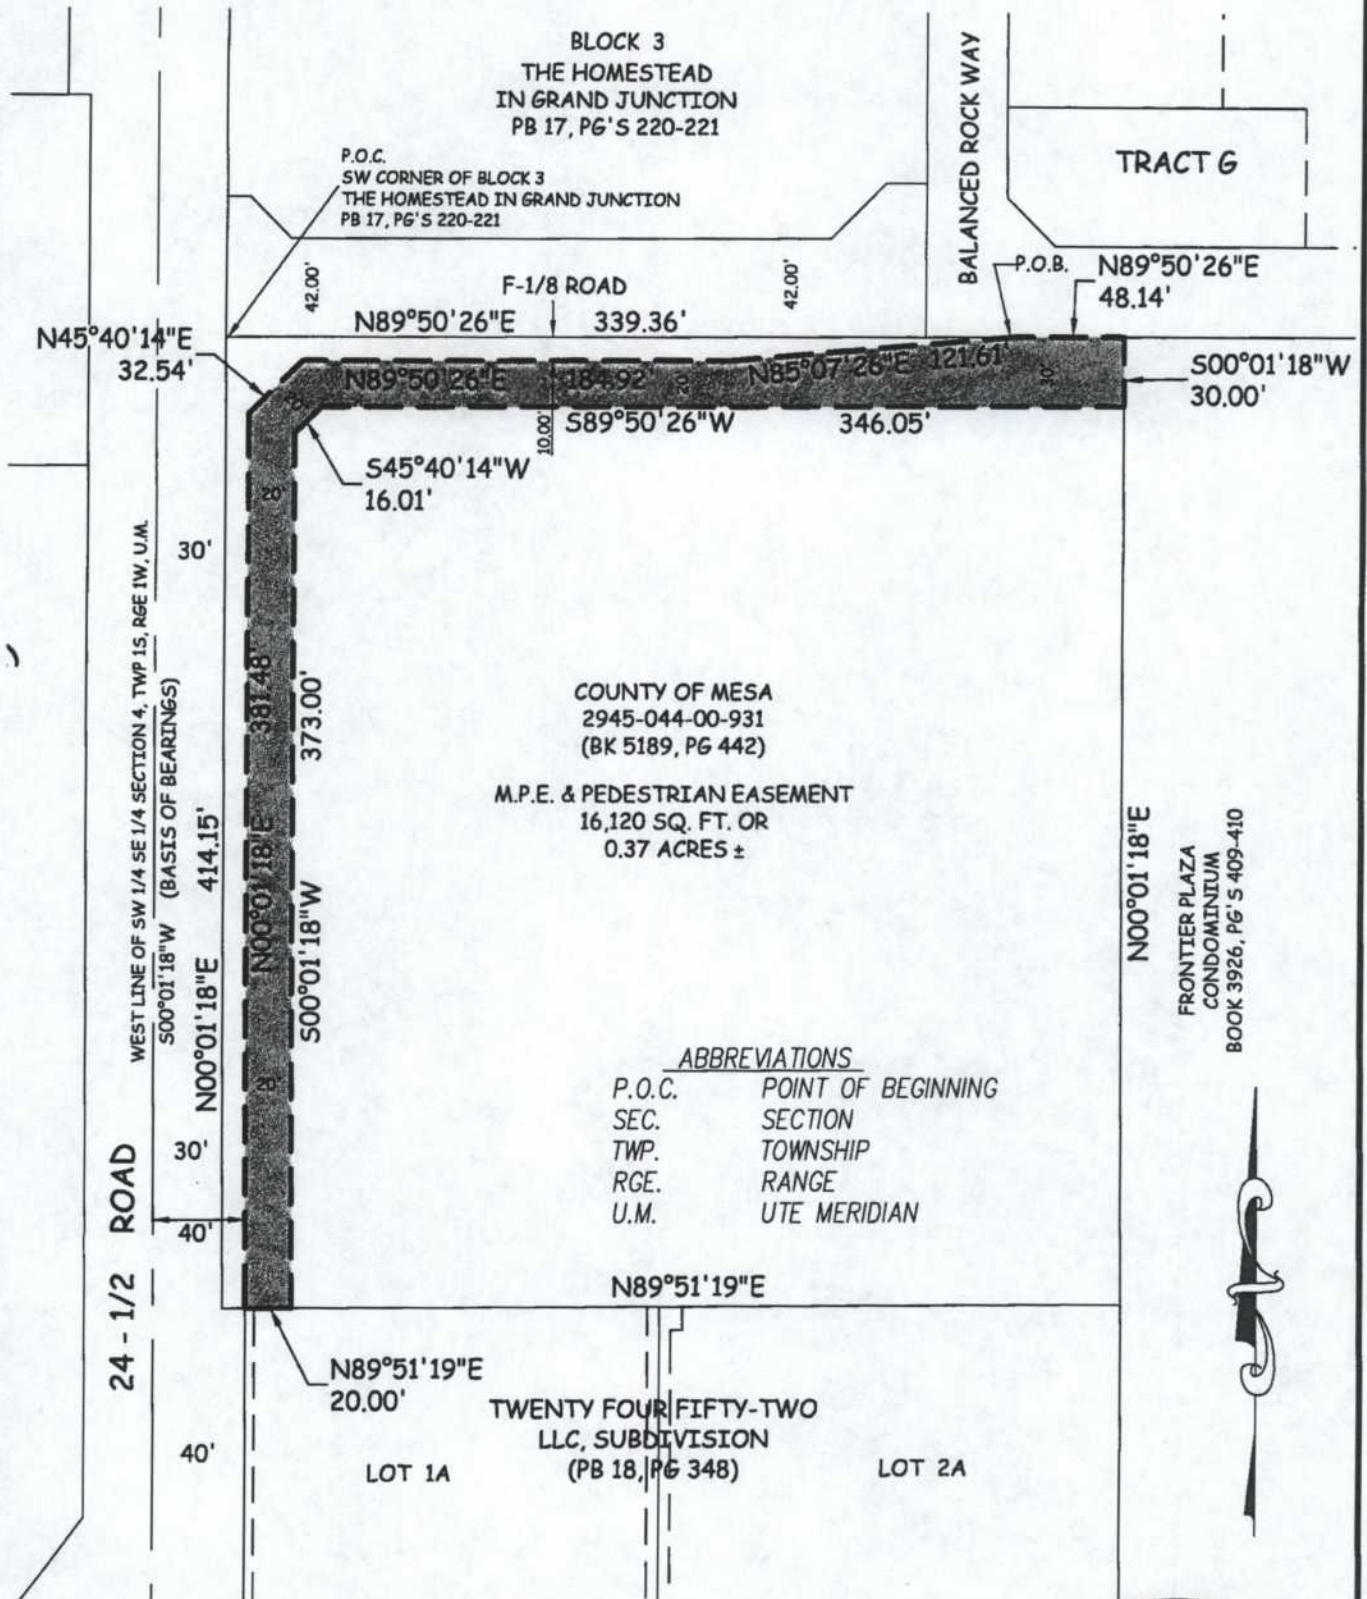 BLOCK 3
THE HOMESTEAD
IN GRAND JUNCTION
PB 17, PG'S 220-221
BALANCED ROCK WAY
TRACT G
P.O.C.
SW CORNER OF BLOCK 3
THE HOMESTEAD IN GRAND JUNCTION
PB 17, PG'S 220-221
42.00'
F-1/8 ROAD
42.00'
P.O.B.
N89°50'26"E
48.14'
N89°50'26"E 339.36'
N45°40'14"E
32.54'
N89°50'26"E 184.92'
20'
N85°07'26"E 121.61'
30'
S00°01'18"W
30.00'
20'
10.00'
S89°50'26"W 346.05'
S45°40'14"W
16.01'
20'
30'
WEST LINE OF SW 1/4 SE 1/4 SECTION 4, TWP 1S, RGE 1W, U.M.
S00°01'18"W (BASIS OF BEARINGS)
N00°01'18"E 414.15'
N00°01'18"E 381.48'
S00°01'18"W 373.00'
COUNTY OF MESA
2945-044-00-931
(BK 5189, PG 442)
M.P.E. & PEDESTRIAN EASEMENT
16,120 SQ. FT. OR
0.37 ACRES ±
N00°01'18"E
FRONTIER PLAZA
CONDOMINIUM
BOOK 3926, PG'S 409-410
ABBREVIATIONS
P.O.C. POINT OF BEGINNING
SEC. SECTION
TWP. TOWNSHIP
RGE. RANGE
U.M. UTE MERIDIAN
20'
30'
40'
24 - 1/2 ROAD
N89°51'19"E
N89°51'19"E
20.00'
40'
TWENTY FOUR FIFTY-TWO
LLC, SUBDIVISION
(PB 18, PG 348)
LOT 1A
LOT 2A